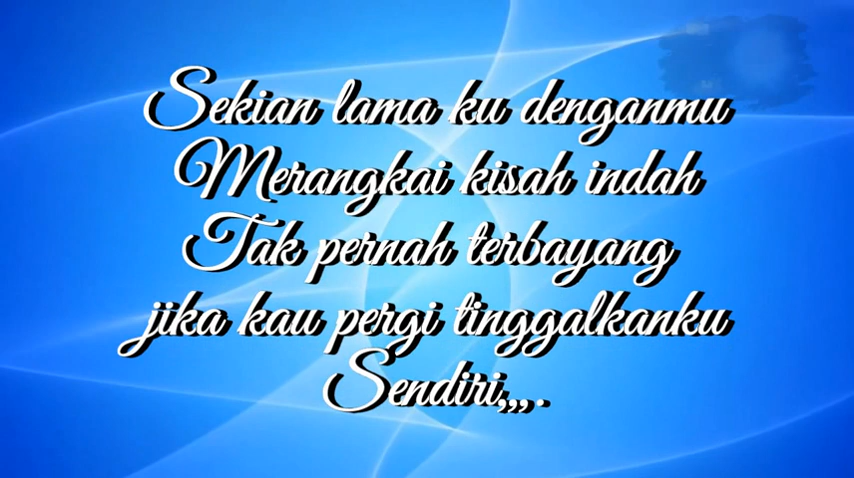 Sekian lama ku denganmu
Merangkai kisah indah
Tak pernah terbayang
jika kau pergi tinggalkanku
Sendiri,,,.